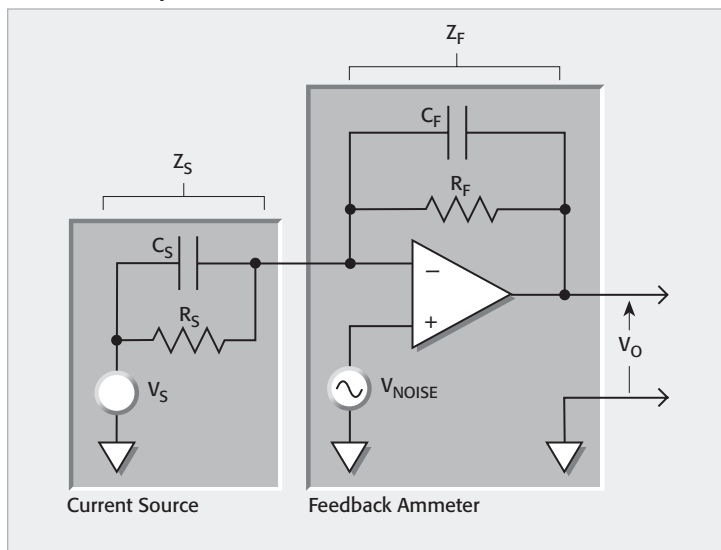 Z_F
C_F
Z_S
R_F
C_S
−
R_S
+
V_O
V_S
V_NOISE
Current Source
Feedback Ammeter